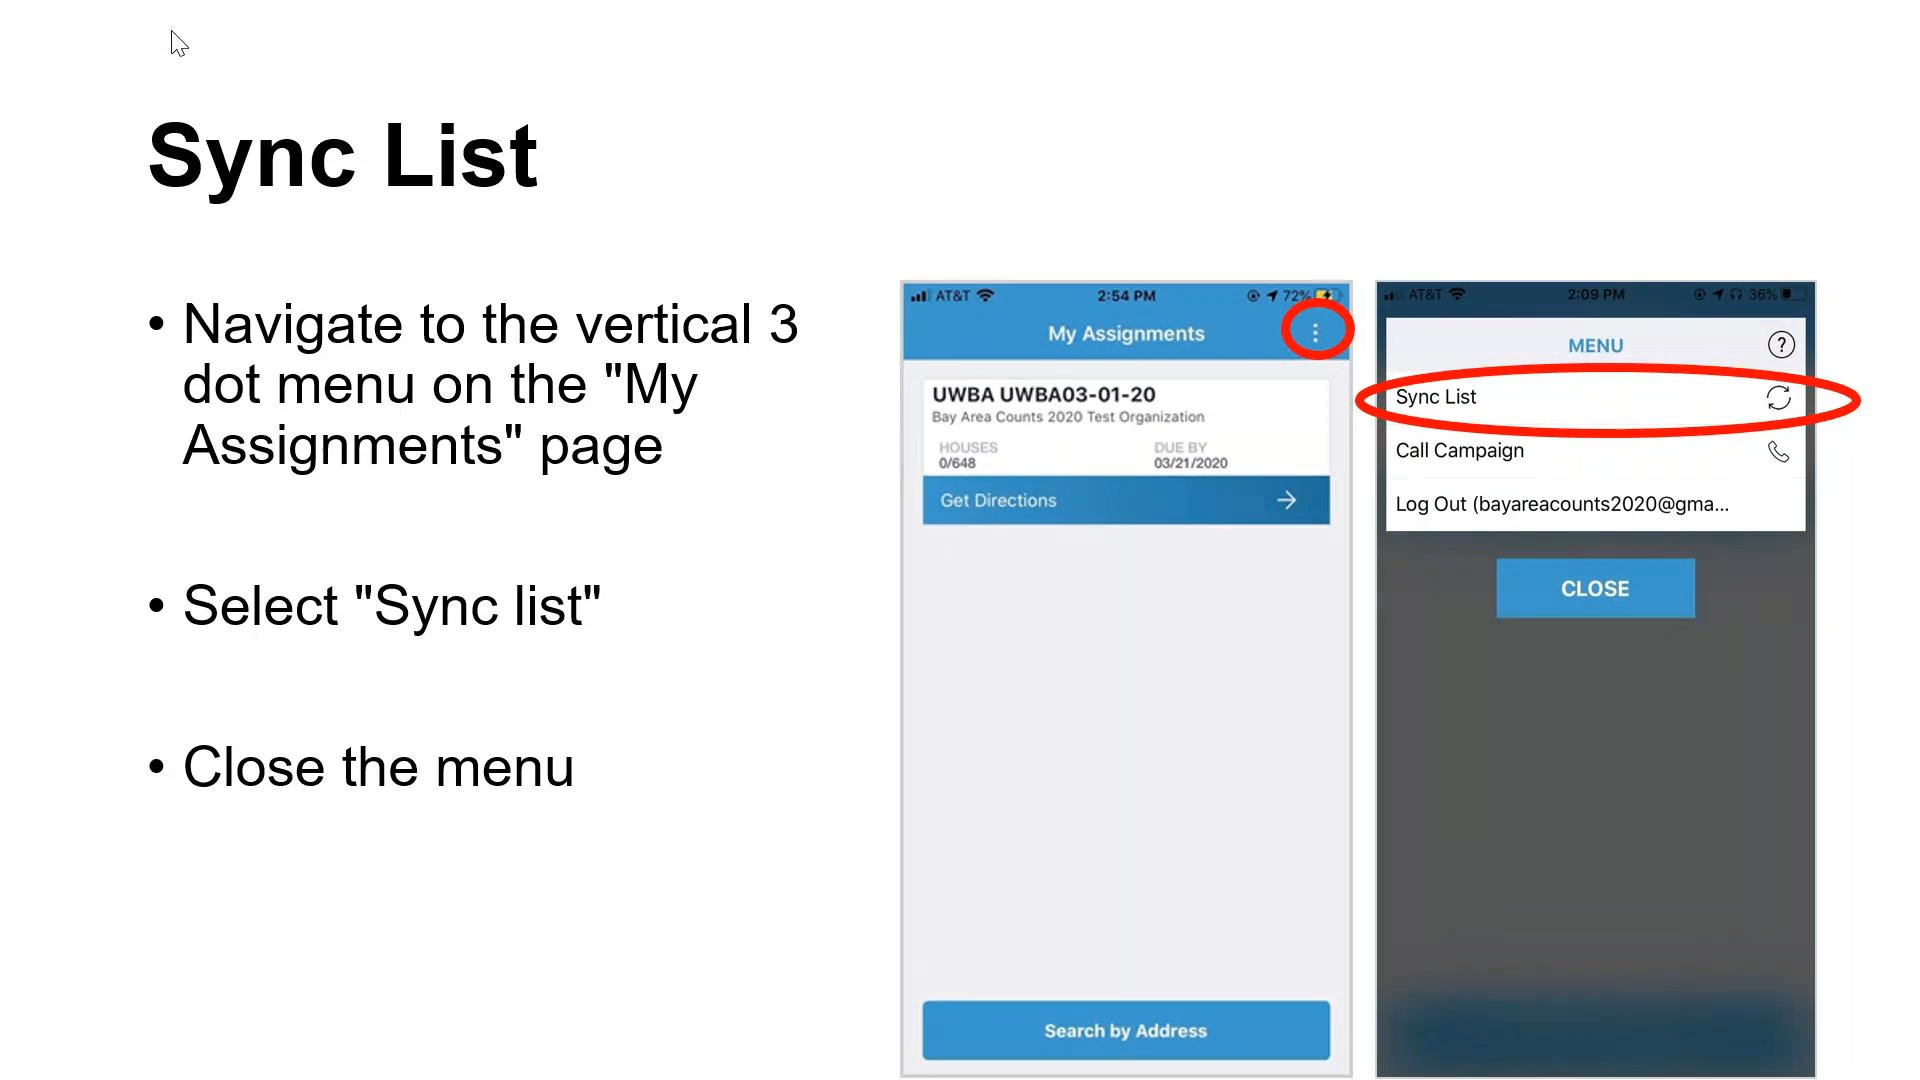 Sync List
• Navigate to the vertical 3
dot menu on the "My
Assignments" page
• Select "Sync list"
• Close the menu
AT&T 2:54 PM 72%
My Assignments
UWBA UWBA03-01-20
Bay Area Counts 2020 Test Organization
HOUSES DUE BY
0/648 03/21/2020
Get Directions
Search by Address
AT&T 2:09 PM 36%
MENU ?
Sync List
Call Campaign
Log Out (bayareacounts2020@gma...
CLOSE